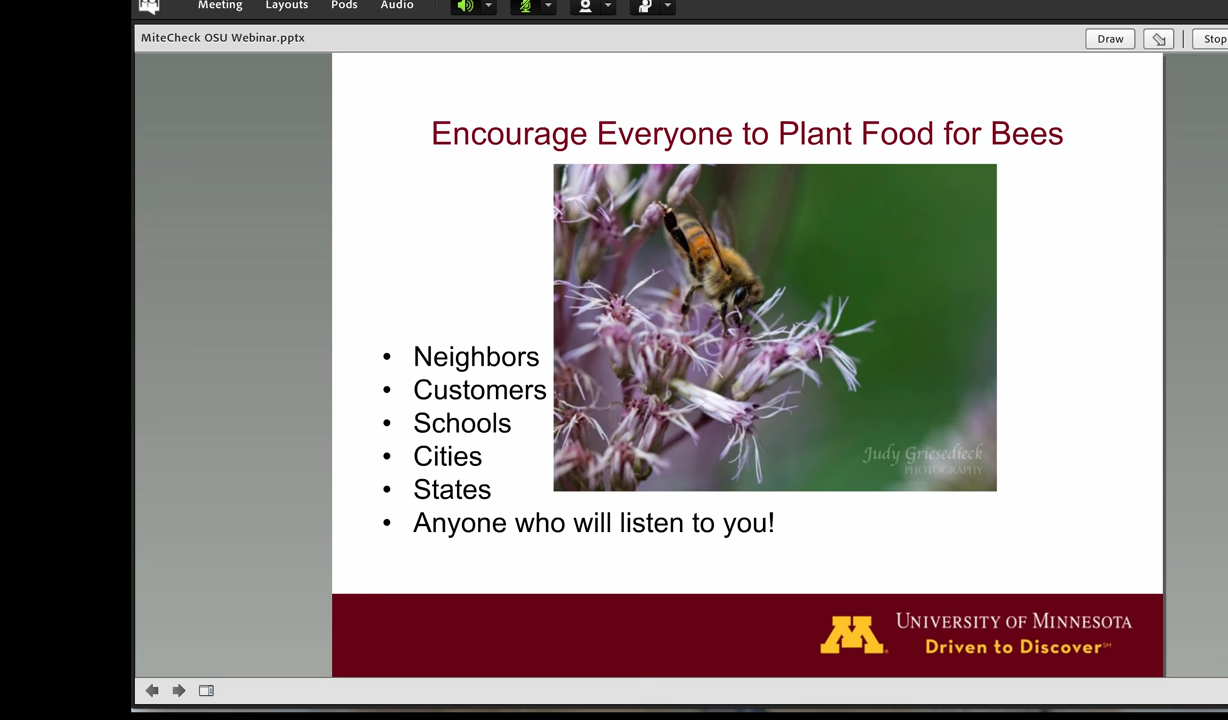 Meeting Layouts Pods Audio
MiteCheck OSU Webinar.pptx
Draw
Stop
Encourage Everyone to Plant Food for Bees
• Neighbors
• Customers
• Schools
• Cities
• States
• Anyone who will listen to you!
Judy Griesedieck
PHOTOGRAPHY
M
UNIVERSITY OF MINNESOTA
Driven to Discover℠